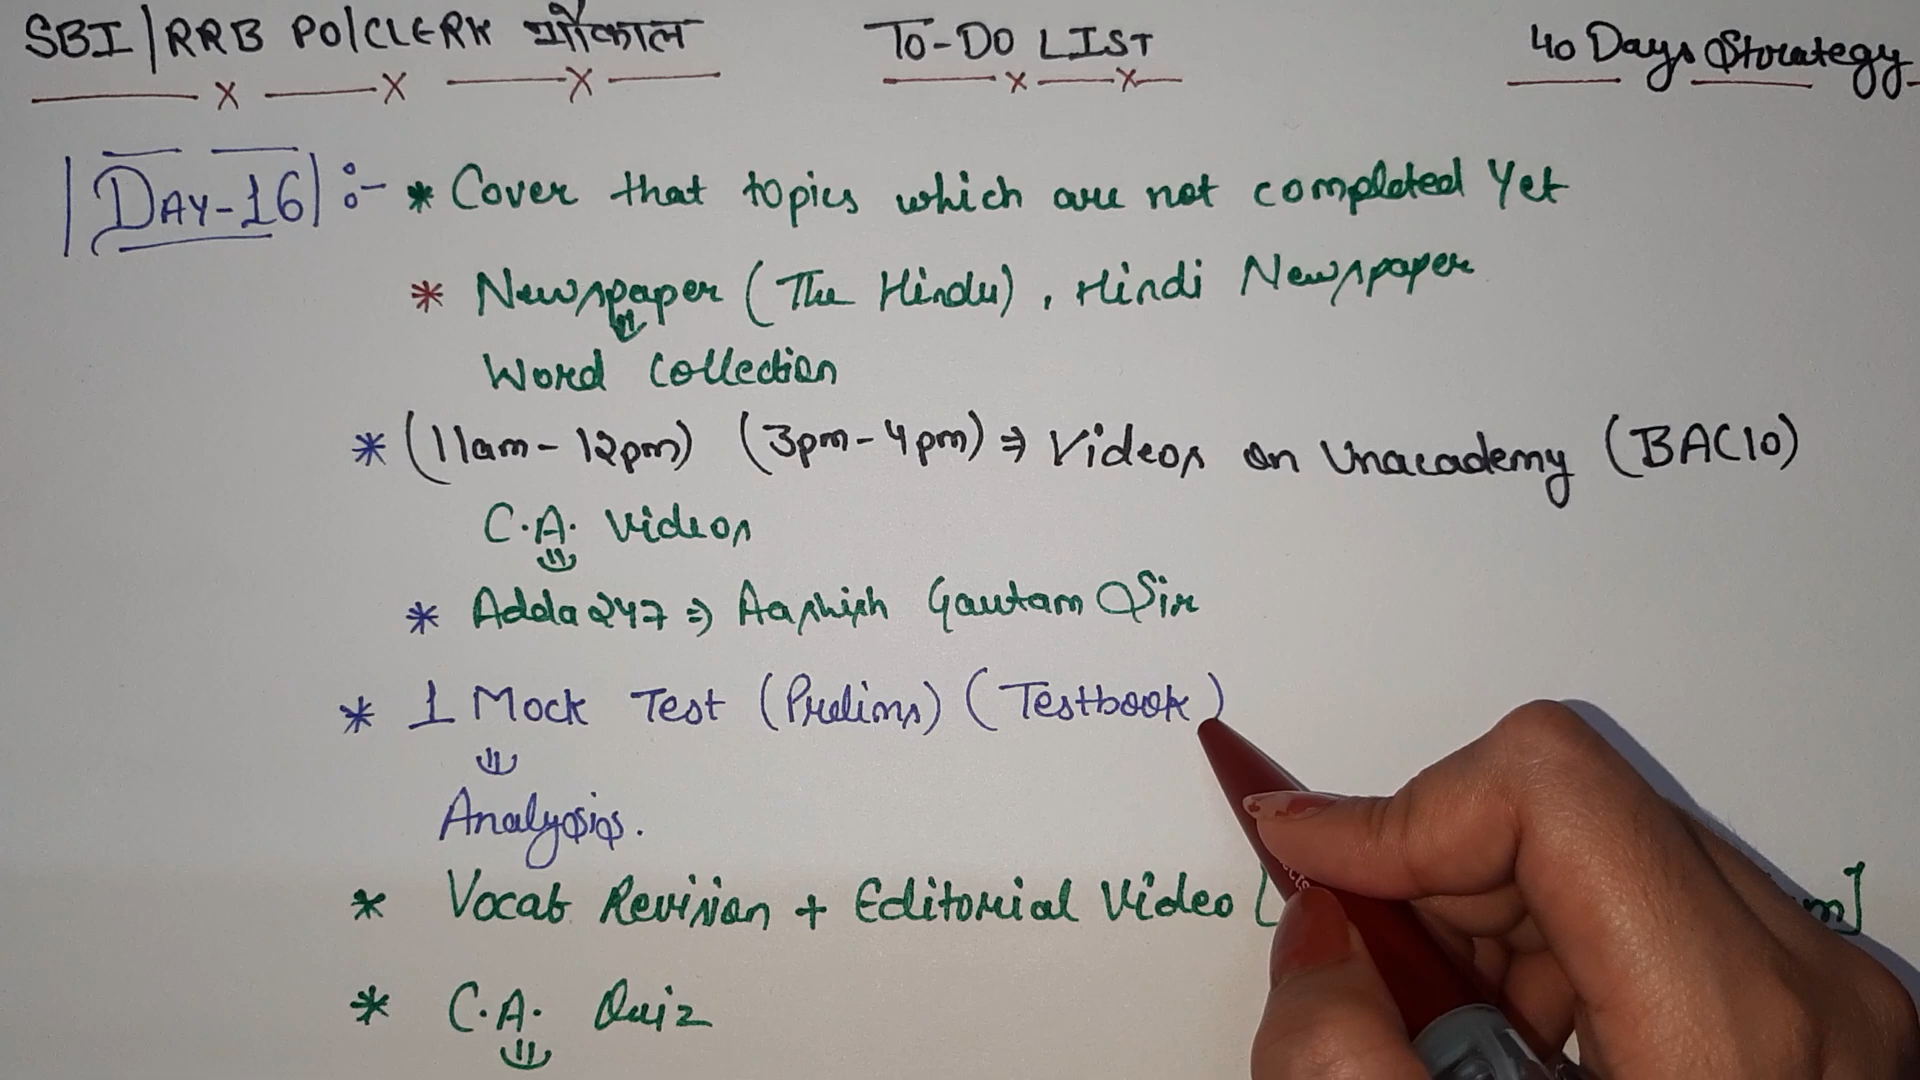 SBI/RRB PO/CLERK भौकाल
TO-DO LIST
40 Days Strategy
DAY-16 :- * Cover that topics which are not completed Yet
* Newspaper (The Hindu), Hindi Newspaper
Word Collection
* (11am-12pm) (3pm-4pm) ⇒ Videos on Unacademy (BAC10)
C.A. Videos
* Adda247 ⇒ Aashish Gautam Sir
* 1 Mock Test (Prelims) (Testbook)
Analysis.
* Vocab Revision + Editorial Video [
* C.A. Quiz